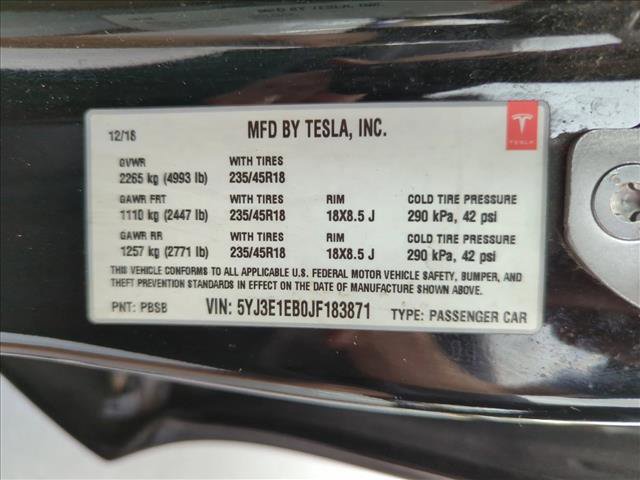 12/18 MFD BY TESLA, INC.
TESLA
GVWR WITH TIRES
2265 kg (4993 lb) 235/45R18
GAWR FRT WITH TIRES RIM COLD TIRE PRESSURE
1110 kg (2447 lb) 235/45R18 18X8.5 J 290 kPa, 42 psi
GAWR RR WITH TIRES RIM COLD TIRE PRESSURE
1257 kg (2771 lb) 235/45R18 18X8.5 J 290 kPa, 42 psi
THIS VEHICLE CONFORMS TO ALL APPLICABLE U.S. FEDERAL MOTOR VEHICLE SAFETY, BUMPER, AND
THEFT PREVENTION STANDARDS IN EFFECT ON THE DATE OF MANUFACTURE SHOWN ABOVE.
PNT: PBSB VIN: 5YJ3E1EB0JF183871 TYPE: PASSENGER CAR